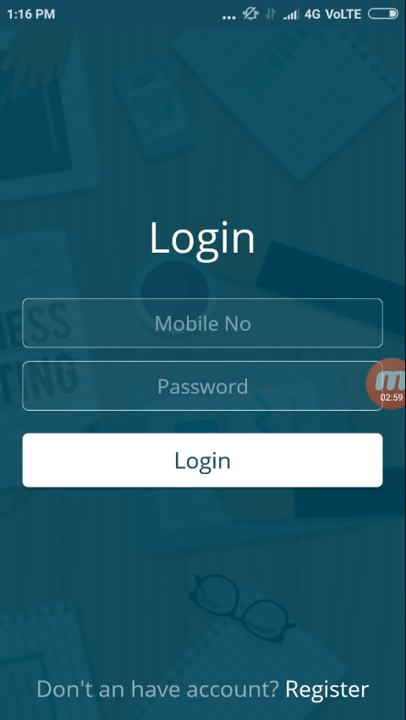 1:16 PM ... 4G VoLTE
Login
Mobile No
Password
02:59
Login
Don't an have account? Register